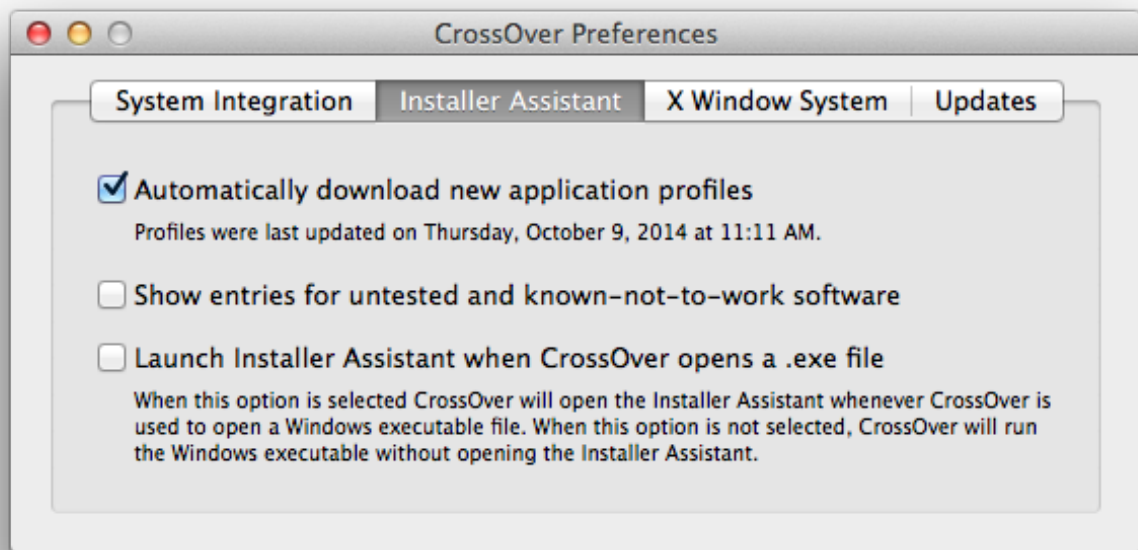 CrossOver Preferences
System Integration Installer Assistant X Window System Updates
Automatically download new application profiles
Profiles were last updated on Thursday, October 9, 2014 at 11:11 AM.
Show entries for untested and known-not-to-work software
Launch Installer Assistant when CrossOver opens a .exe file
When this option is selected CrossOver will open the Installer Assistant whenever CrossOver is
used to open a Windows executable file. When this option is not selected, CrossOver will run
the Windows executable without opening the Installer Assistant.